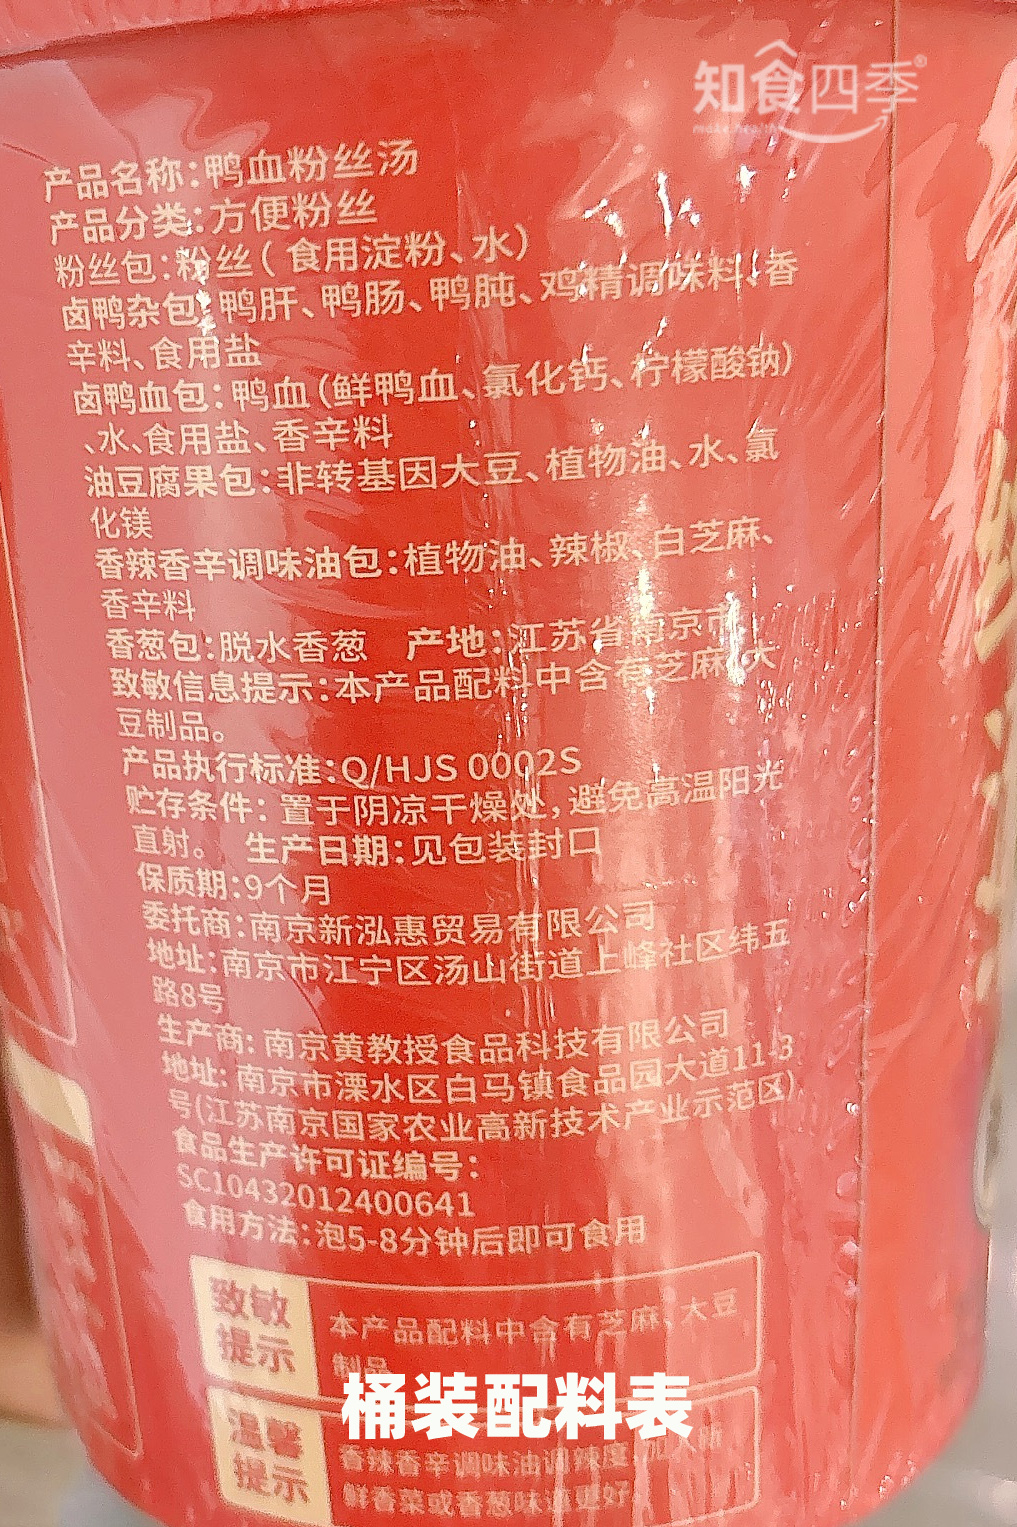 知食四季®
make healthy
产品名称:鸭血粉丝汤
产品分类:方便粉丝
粉丝包:粉丝(食用淀粉、水)
卤鸭杂包:鸭肝、鸭肠、鸭肫、鸡精调味料、香
辛料、食用盐
卤鸭血包:鸭血(鲜鸭血、氯化钙、柠檬酸钠)
、水、食用盐、香辛料
油豆腐果包:非转基因大豆、植物油、水、氯
化镁
香辣香辛调味油包:植物油、辣椒、白芝麻、
香辛料
香葱包:脱水香葱 产地:江苏省南京市
致敏信息提示:本产品配料中含有芝麻、大
豆制品。
产品执行标准:Q/HJS 0002S
贮存条件:置于阴凉干燥处,避免高温阳光
直射。 生产日期:见包装封口
保质期:9个月
委托商:南京新泓惠贸易有限公司
地址:南京市江宁区汤山街道上峰社区纬五
路8号
生产商:南京黄教授食品科技有限公司
地址:南京市溧水区白马镇食品园大道11-3
号(江苏南京国家农业高新技术产业示范区)
食品生产许可证编号:
SC10432012400641
食用方法:泡5-8分钟后即可食用
致敏
提示
本产品配料中含有芝麻、大豆
制品
桶装配料表
温馨
提示
香辣香辛调味油调辣度,加入新
鲜香菜或香葱味道更好